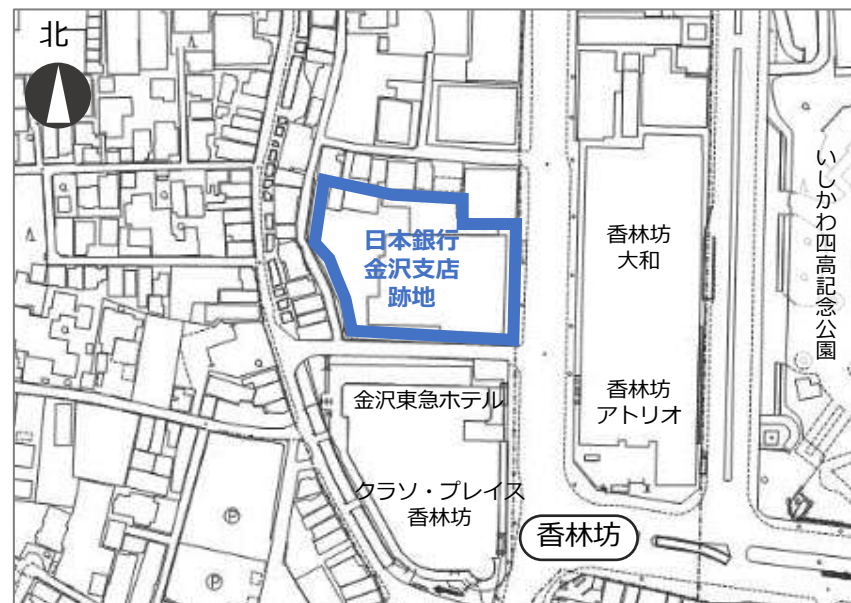 北
日本銀行
金沢支店
跡地
香林坊
大和
いしかわ四高記念公園
金沢東急ホテル
香林坊
アトリオ
クラソ・プレイス
香林坊
香林坊
P
P